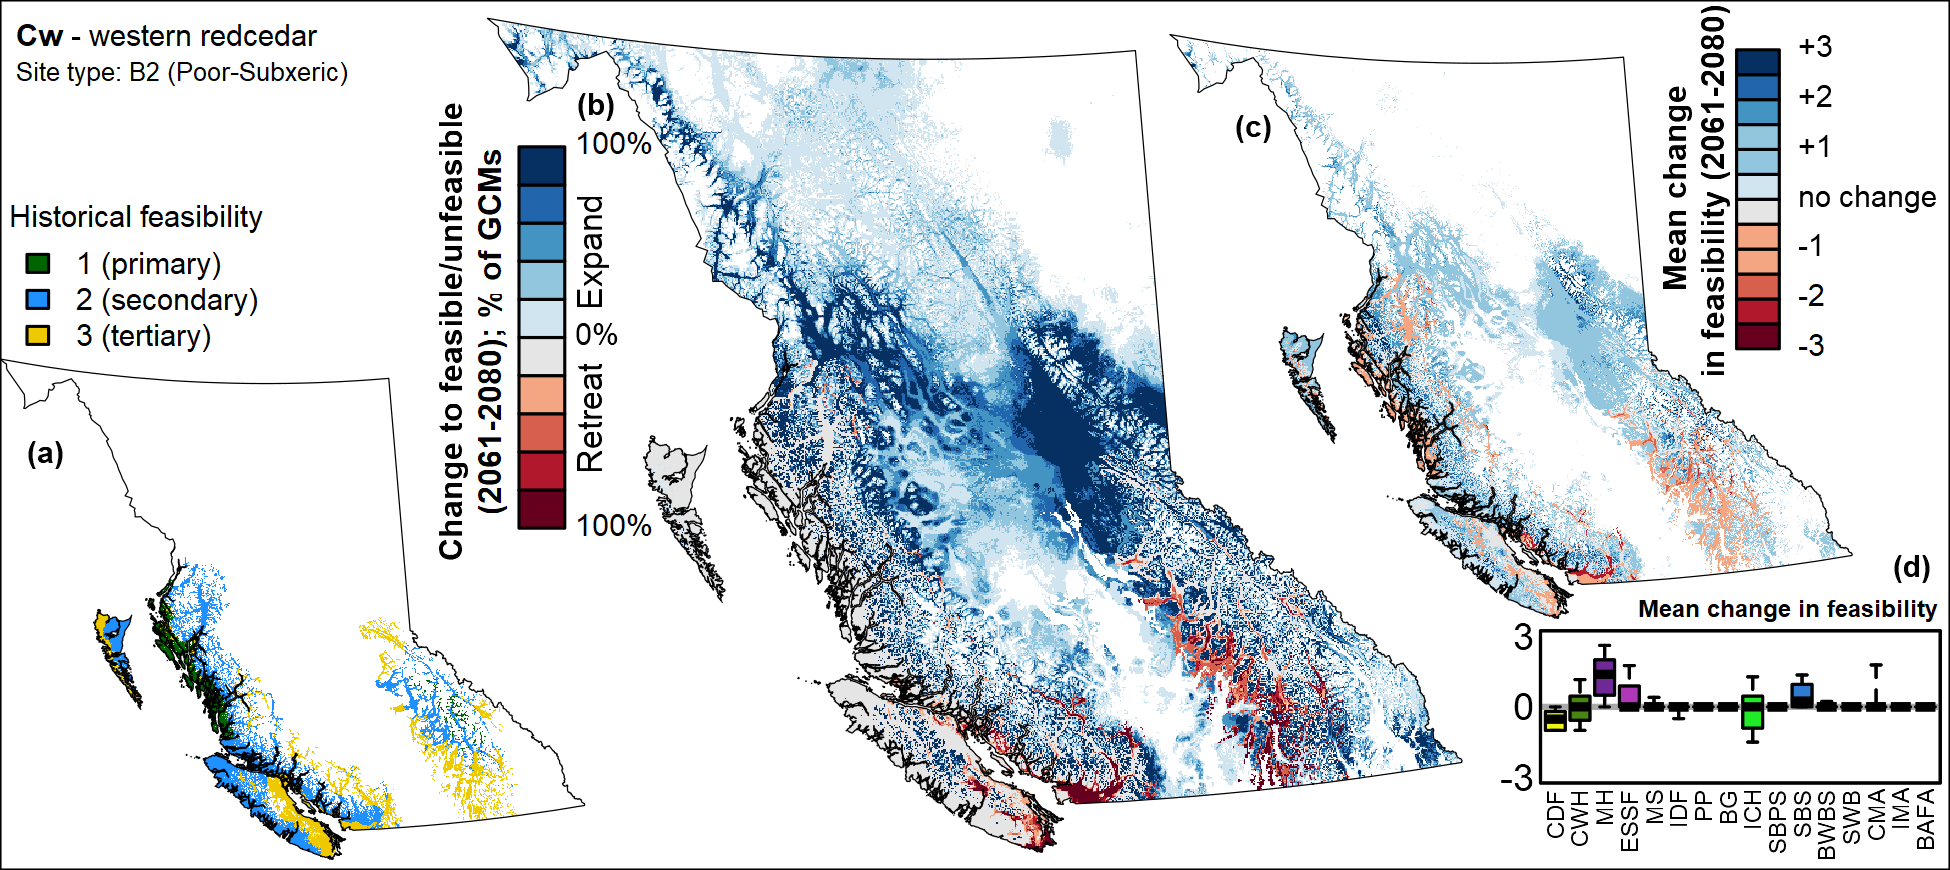 Cw - western redcedar
Site type: B2 (Poor-Subxeric)
Historical feasibility
1 (primary)
2 (secondary)
3 (tertiary)
(a)
(b)
Change to feasible/unfeasible
(2061-2080); % of GCMs
100%
Expand
0%
Retreat
100%
(c)
Mean change
in feasibility (2061-2080)
+3
+2
+1
no change
-1
-2
-3
(d)
Mean change in feasibility
3
0
-3
CDF
CWH
MH
ESSF
MS
IDF
PP
BG
ICH
SBPS
SBS
BWBS
SWB
CMA
IMA
BAFA